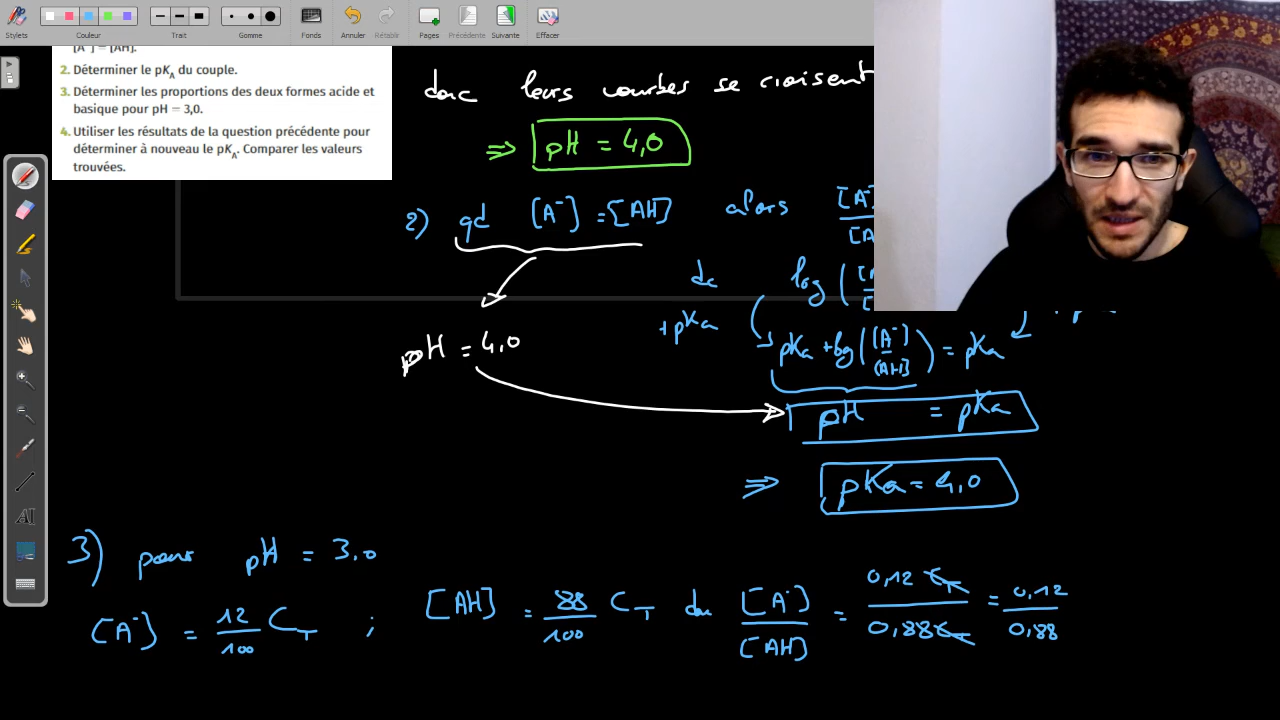 Stylets Couleur Trait Gomme Fonds Annuler Rétablir Pages Précédente Suivante Effacer
[A⁻] = [AH].
2. Déterminer le pKA du couple.
3. Déterminer les proportions des deux formes acide et
basique pour pH = 3,0.
4. Utiliser les résultats de la question précédente pour
déterminer à nouveau le pKA. Comparer les valeurs
trouvées.
donc leurs courbes se croisent
⇒ pH = 4,0
2) qd [A⁻] = [AH] alors [A⁻]
dc log (
+pKa
pKa + log ([A⁻]/[AH]) = pKa
pH = 4,0
pH = pKa
⇒ pKa = 4,0
3) pour pH = 3,0
[A⁻] = 12/100 CT ; [AH] = 88/100 CT du [A⁻]/[AH] = 0,12 CT/0,88 CT = 0,12/0,88
AI